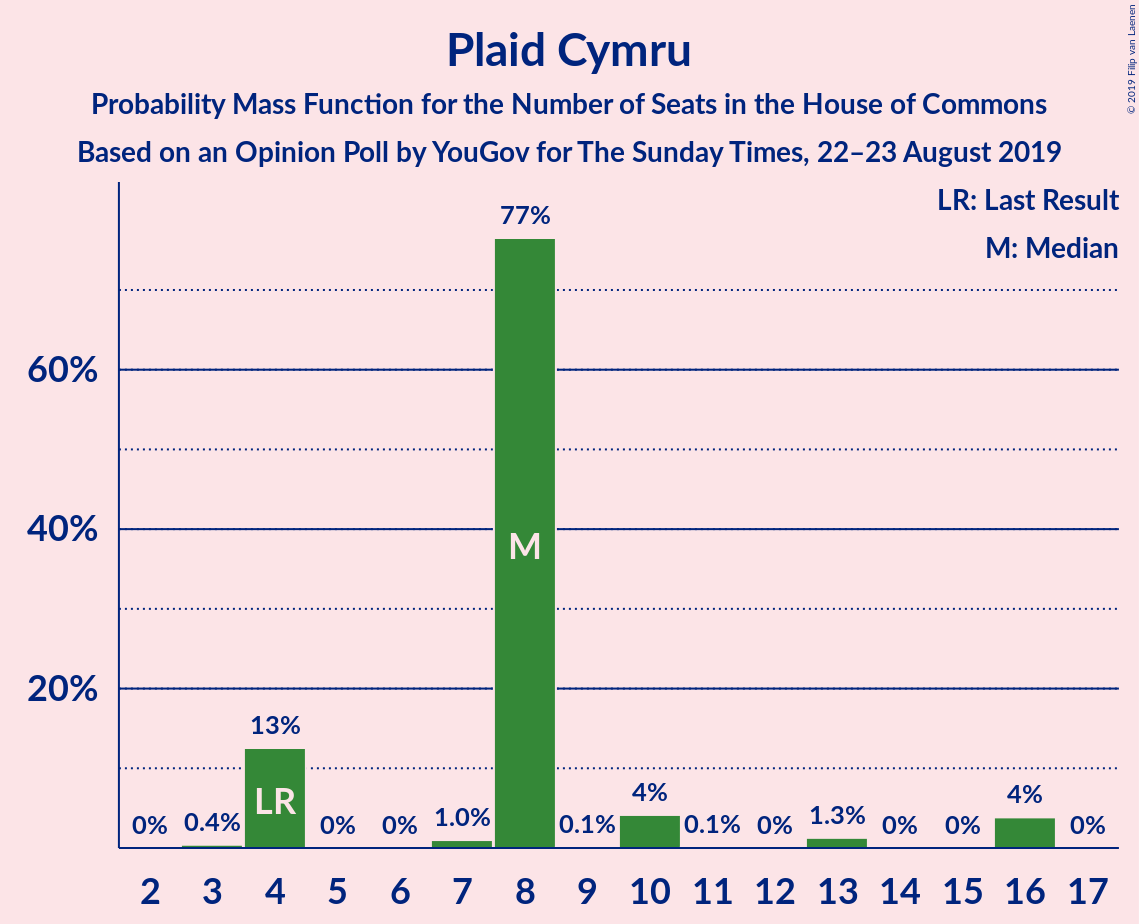 Plaid Cymru
Probability Mass Function for the Number of Seats in the House of Commons
Based on an Opinion Poll by YouGov for The Sunday Times, 22–23 August 2019
© 2019 Filip van Laenen
LR: Last Result
M: Median
60%
40%
20%
0%
0.4%
13%
0%
0%
1.0%
77%
0.1%
4%
0.1%
0%
1.3%
0%
0%
4%
0%
LR
M
2 3 4 5 6 7 8 9 10 11 12 13 14 15 16 17